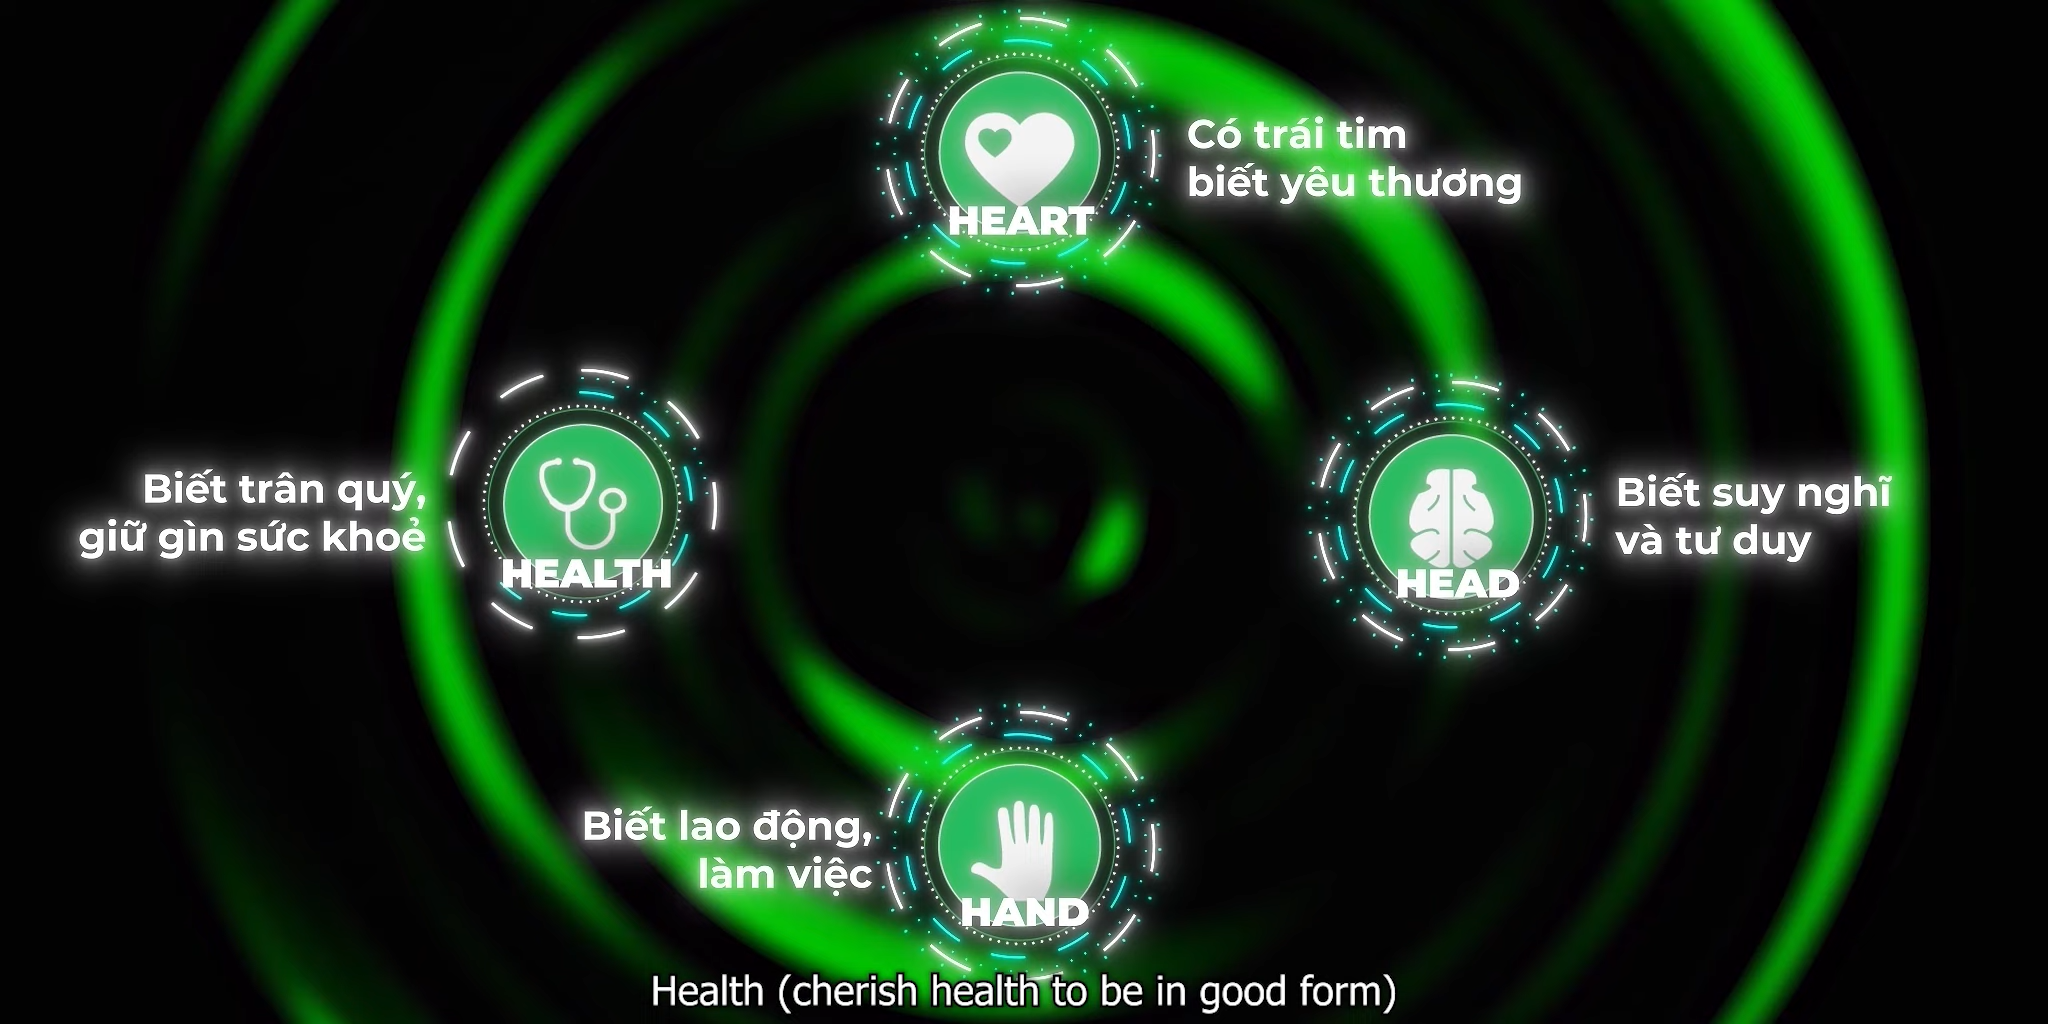 HEART
Có trái tim
biết yêu thương
Biết trân quý,
giữ gìn sức khoẻ
HEALTH
HEAD
Biết suy nghĩ
và tư duy
Biết lao động,
làm việc
HAND
Health (cherish health to be in good form)